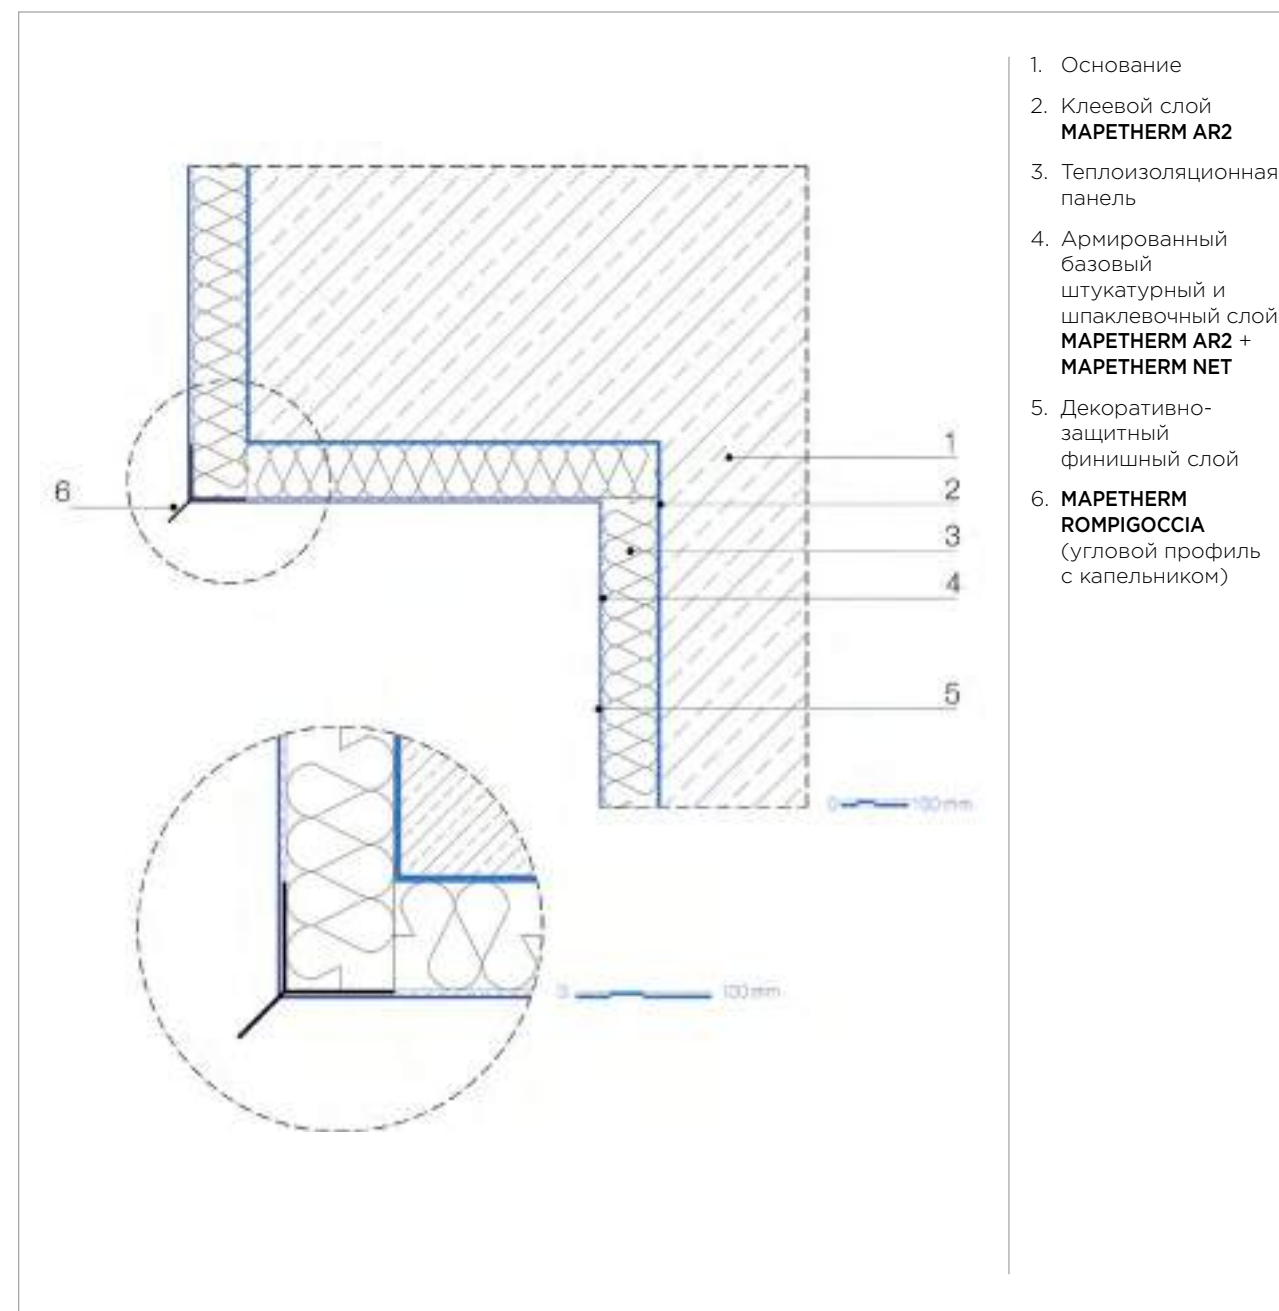 1. Основание
2. Клеевой слой
MAPETHERM AR2
3. Теплоизоляционная
панель
4. Армированный
базовый
штукатурный и
шпаклевочный слой
MAPETHERM AR2 +
MAPETHERM NET
5. Декоративно-
защитный
финишный слой
6. MAPETHERM
ROMPIGOCCIA
(угловой профиль
с капельником)
1
2
3
4
5
6
0 100 mm
0 100 mm